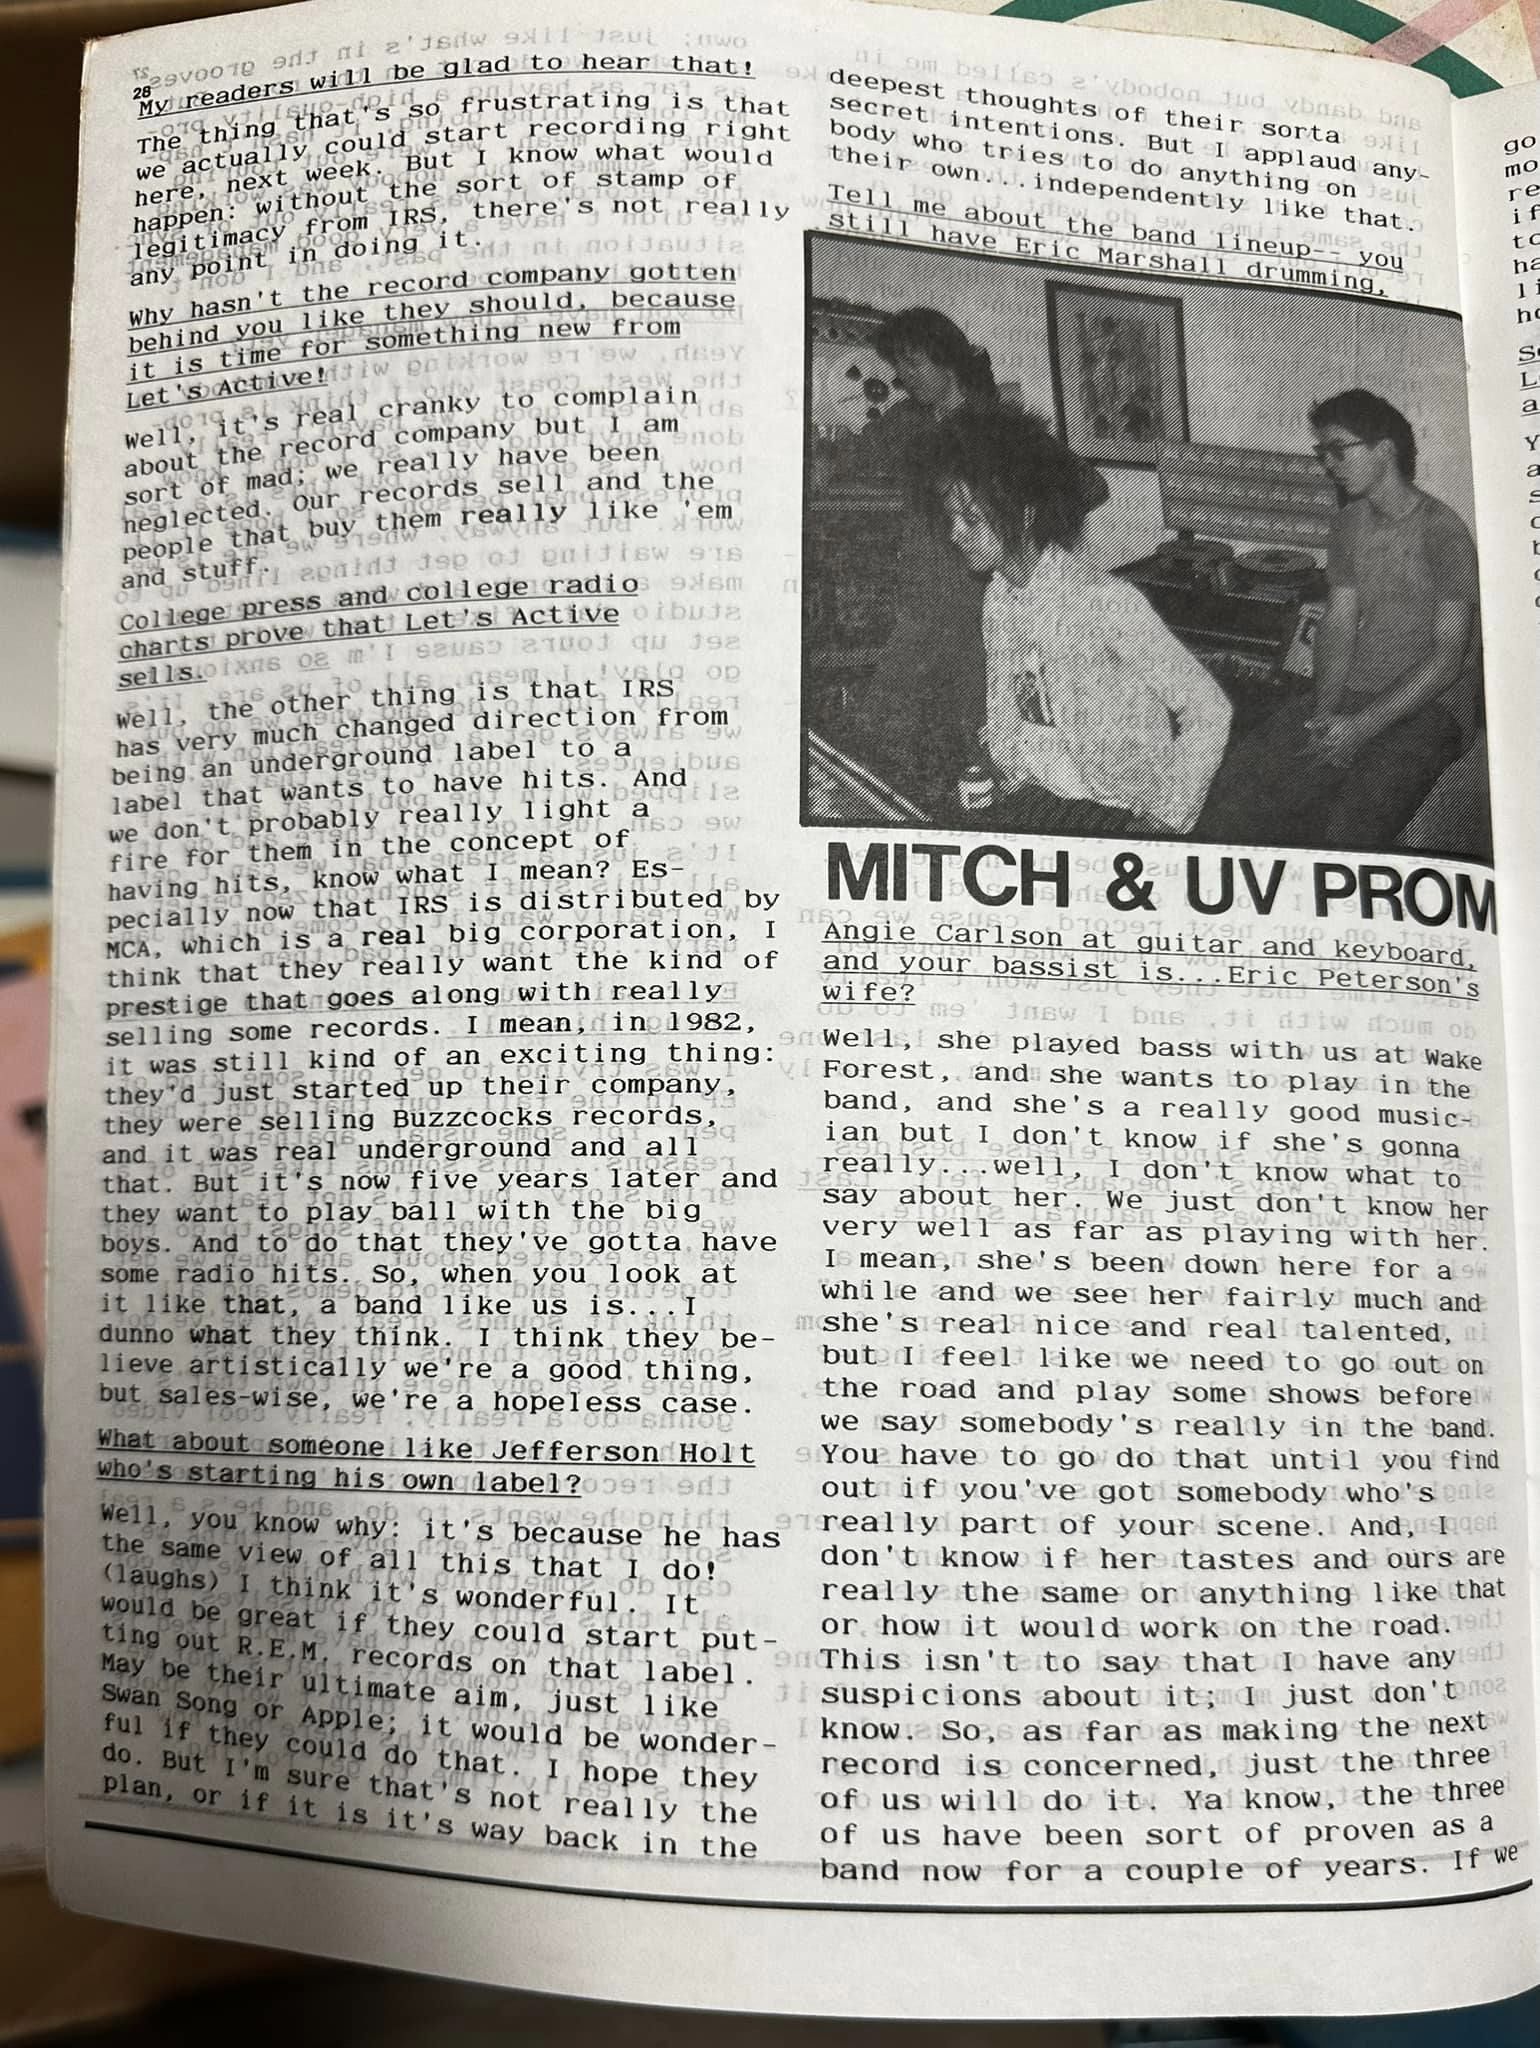 28
My readers will be glad to hear that!
The thing that's so frustrating is that
we actually could start recording right
here, next week. But I know what would
happen: without the sort of stamp of
legitimacy from IRS, there's not really
any point in doing it.
Why hasn't the record company gotten
behind you like they should, because
it is time for something new from
Let's Active!
Well, it's real cranky to complain
about the record company but I am
sort of mad; we really have been
neglected. Our records sell and the
people that buy them really like 'em
and stuff.
College press and college radio
charts prove that Let's Active
sells.
Well, the other thing is that IRS
has very much changed direction from
being an underground label to a
label that wants to have hits. And
we don't probably really light a
fire for them in the concept of
having hits, know what I mean? Es-
pecially now that IRS is distributed by
MCA, which is a real big corporation, I
think that they really want the kind of
prestige that goes along with really
selling some records. I mean, in 1982,
it was still kind of an exciting thing:
they'd just started up their company,
they were selling Buzzcocks records,
and it was real underground and all
that. But it's now five years later and
they want to play ball with the big
boys. And to do that they've gotta have
some radio hits. So, when you look at
it like that, a band like us is...I
dunno what they think. I think they be-
lieve artistically we're a good thing,
but sales-wise, we're a hopeless case.
What about someone like Jefferson Holt
who's starting his own label?
Well, you know why: it's because he has
the same view of all this that I do!
(laughs) I think it's wonderful. It
would be great if they could start put-
ting out R.E.M. records on that label.
May be their ultimate aim, just like
Swan Song or Apple; it would be wonder-
ful if they could do that. I hope they
do. But I'm sure that's not really the
plan, or if it is it's way back in the
deepest thoughts of their sorta
secret intentions. But I applaud any-
body who tries to do anything on
their own...independently like that.
Tell me about the band lineup-- you
still have Eric Marshall drumming,
MITCH & UV PROM
Angie Carlson at guitar and keyboard,
and your bassist is...Eric Peterson's
wife?
Well, she played bass with us at Wake
Forest, and she wants to play in the
band, and she's a really good music-
ian but I don't know if she's gonna
really...well, I don't know what to
say about her. We just don't know her
very well as far as playing with her.
I mean, she's been down here for a
while and we see her fairly much and
she's real nice and real talented,
but I feel like we need to go out on
the road and play some shows before
we say somebody's really in the band.
You have to go do that until you find
out if you've got somebody who's
really part of your scene. And, I
don't know if her tastes and ours are
really the same or anything like that
or how it would work on the road.
This isn't to say that I have any
suspicions about it; I just don't
know. So, as far as making the next
record is concerned, just the three
of us will do it. Ya know, the three
of us have been sort of proven as a
band now for a couple of years. If we